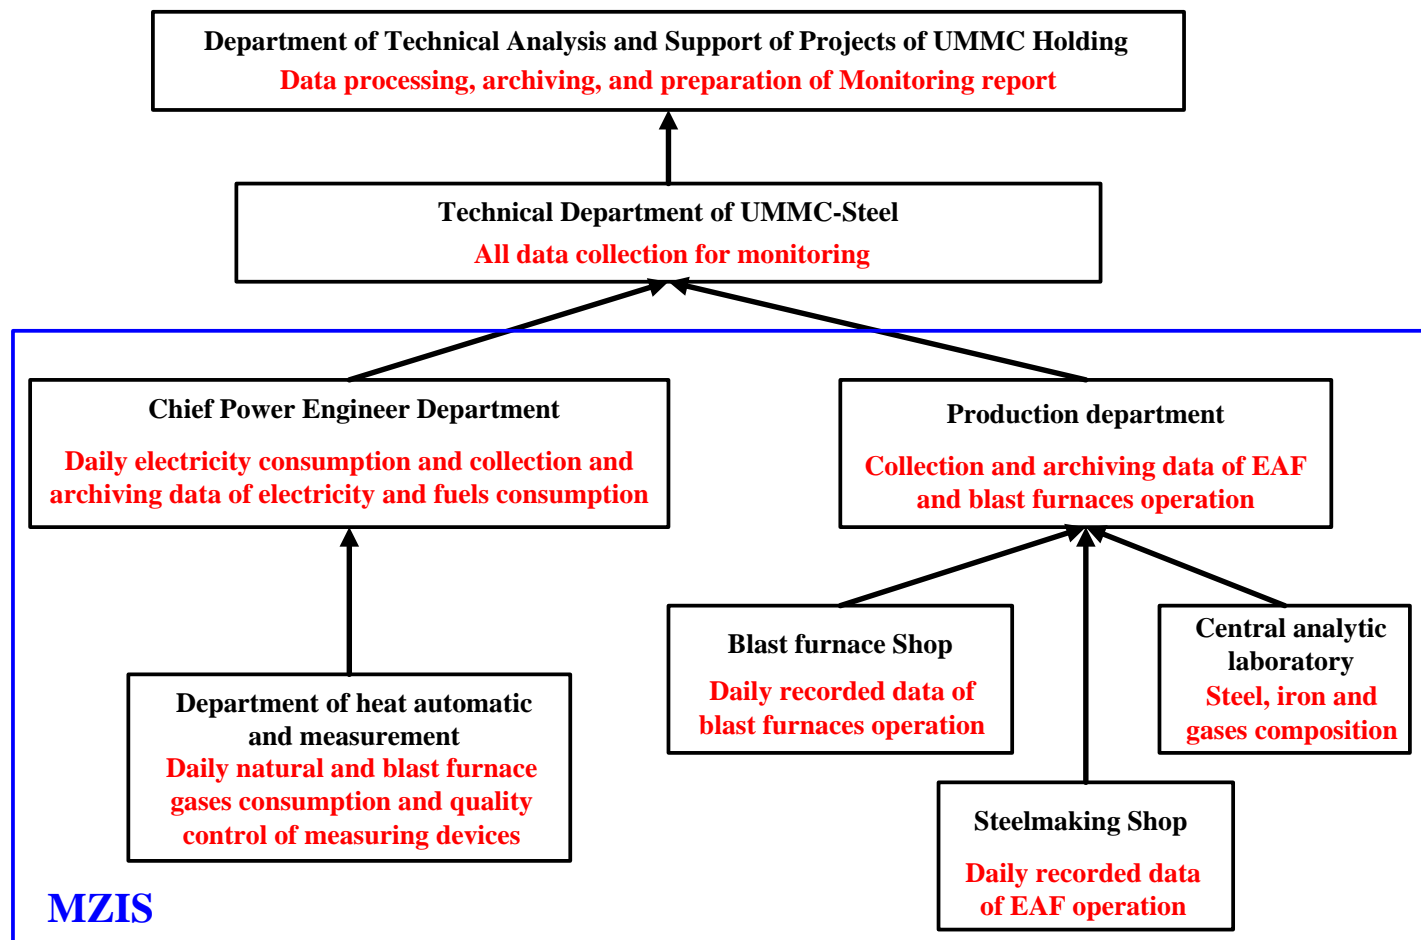 Department of Technical Analysis and Support of Projects of UMMC Holding
Data processing, archiving, and preparation of Monitoring report
Technical Department of UMMC-Steel
All data collection for monitoring
Chief Power Engineer Department
Daily electricity consumption and collection and
archiving data of electricity and fuels consumption
Production department
Collection and archiving data of EAF
and blast furnaces operation
Blast furnace Shop
Daily recorded data of
blast furnaces operation
Central analytic
laboratory
Steel, iron and
gases composition
Department of heat automatic
and measurement
Daily natural and blast furnace
gases consumption and quality
control of measuring devices
Steelmaking Shop
Daily recorded data
of EAF operation
MZIS